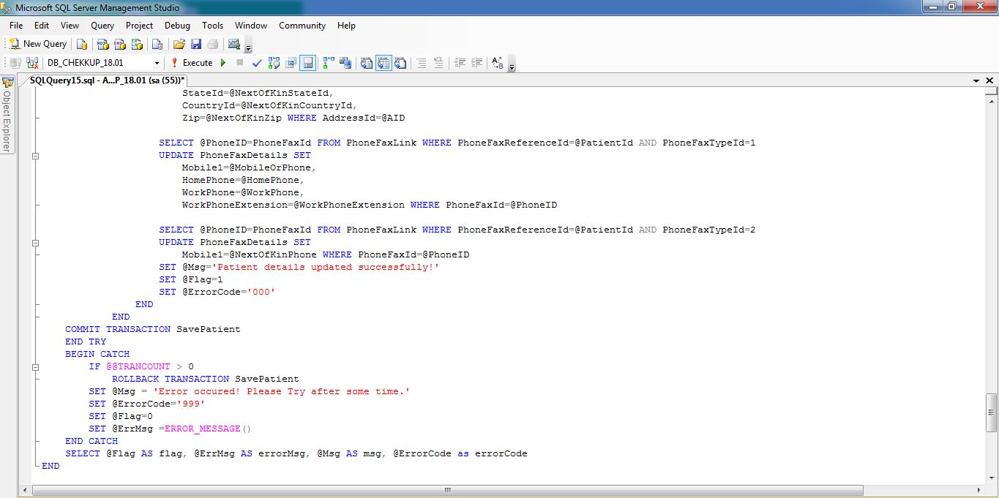 Microsoft SQL Server Management Studio
File Edit View Query Project Debug Tools Window Community Help
New Query
DB_CHEKKUP_18.01 Execute
Object Explorer
SQLQuery15.sql - A...P_18.01 (sa (55))*
StateId=@NextOfKinStateId,
CountryId=@NextOfKinCountryId,
Zip=@NextOfKinZip WHERE AddressId=@AID
SELECT @PhoneID=PhoneFaxId FROM PhoneFaxLink WHERE PhoneFaxReferenceId=@PatientId AND PhoneFaxTypeId=1
UPDATE PhoneFaxDetails SET
Mobile1=@MobileOrPhone,
HomePhone=@HomePhone,
WorkPhone=@WorkPhone,
WorkPhoneExtension=@WorkPhoneExtension WHERE PhoneFaxId=@PhoneID
SELECT @PhoneID=PhoneFaxId FROM PhoneFaxLink WHERE PhoneFaxReferenceId=@PatientId AND PhoneFaxTypeId=2
UPDATE PhoneFaxDetails SET
Mobile1=@NextOfKinPhone WHERE PhoneFaxId=@PhoneID
SET @Msg='Patient details updated successfully!'
SET @Flag=1
SET @ErrorCode='000'
END
END
COMMIT TRANSACTION SavePatient
END TRY
BEGIN CATCH
IF @@TRANCOUNT > 0
ROLLBACK TRANSACTION SavePatient
SET @Msg = 'Error occured! Please Try after some time.'
SET @ErrorCode='999'
SET @Flag=0
SET @ErrMsg =ERROR_MESSAGE()
END CATCH
SELECT @Flag AS flag, @ErrMsg AS errorMsg, @Msg AS msg, @ErrorCode as errorCode
END